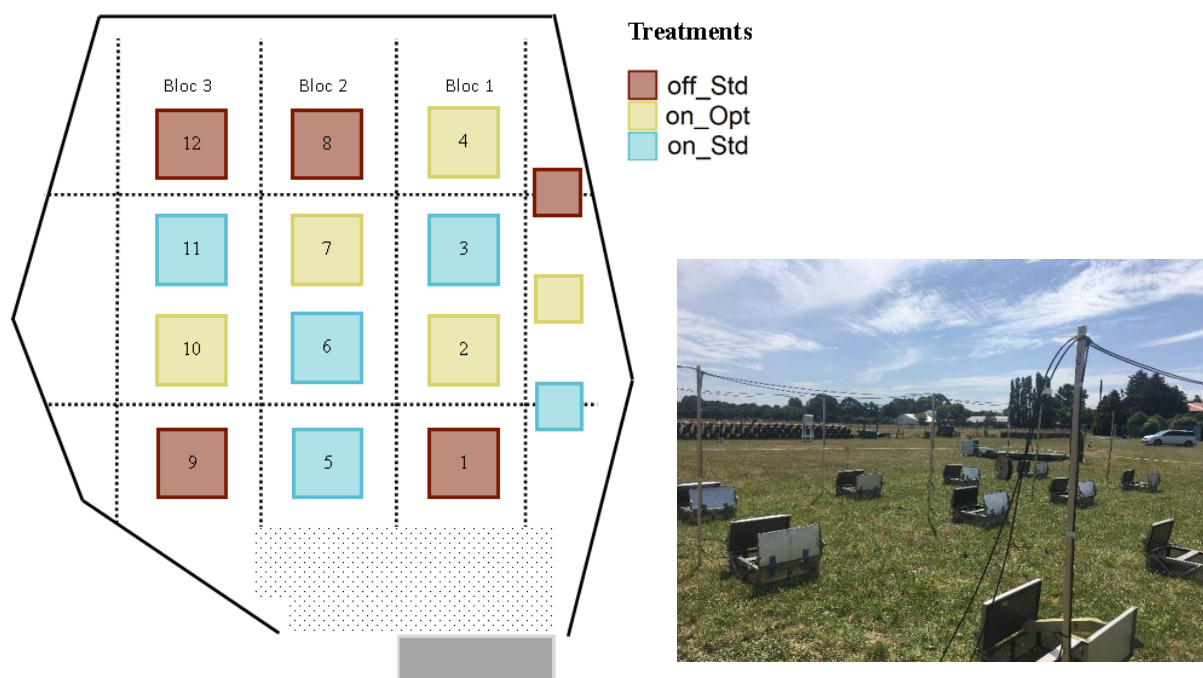 Treatments
off_Std
on_Opt
on_Std
Bloc 3 Bloc 2 Bloc 1
12 8 4
11 7 3
10 6 2
9 5 1